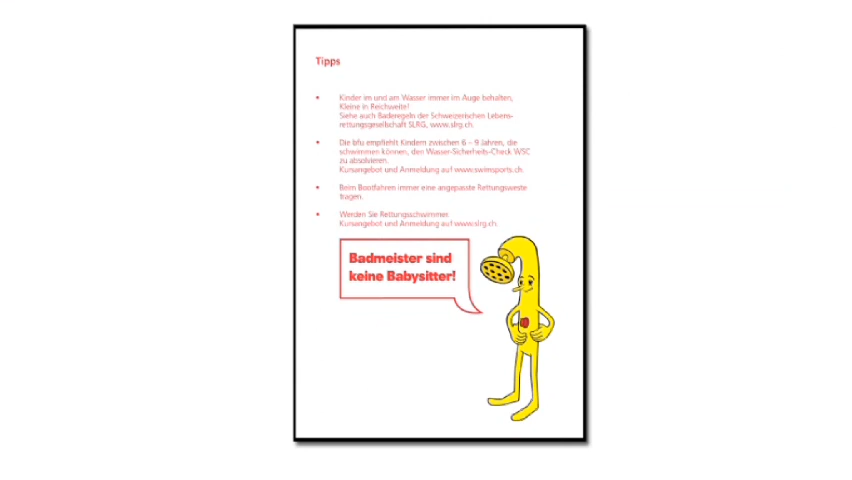 Tipps
• Kinder im und am Wasser immer im Auge behalten,
Kleine in Reichweite!
Siehe auch Baderegeln der Schweizerischen Lebens-
rettungsgesellschaft SLRG, www.slrg.ch.
• Die bfu empfiehlt Kindern zwischen 6 – 9 Jahren, die
schwimmen können, den Wasser-Sicherheits-Check WSC
zu absolvieren.
Kursangebot und Anmeldung auf www.swimsports.ch.
• Beim Bootfahren immer eine angepasste Rettungsweste
tragen.
• Werden Sie Rettungsschwimmer.
Kursangebot und Anmeldung auf www.slrg.ch.
Badmeister sind
keine Babysitter!